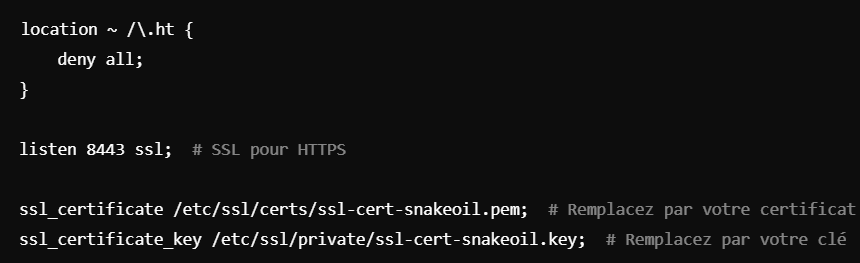 location ~ /\.ht {
    deny all;
}
listen 8443 ssl;  # SSL pour HTTPS
ssl_certificate /etc/ssl/certs/ssl-cert-snakeoil.pem;  # Remplacez par votre certificat
ssl_certificate_key /etc/ssl/private/ssl-cert-snakeoil.key;  # Remplacez par votre clé